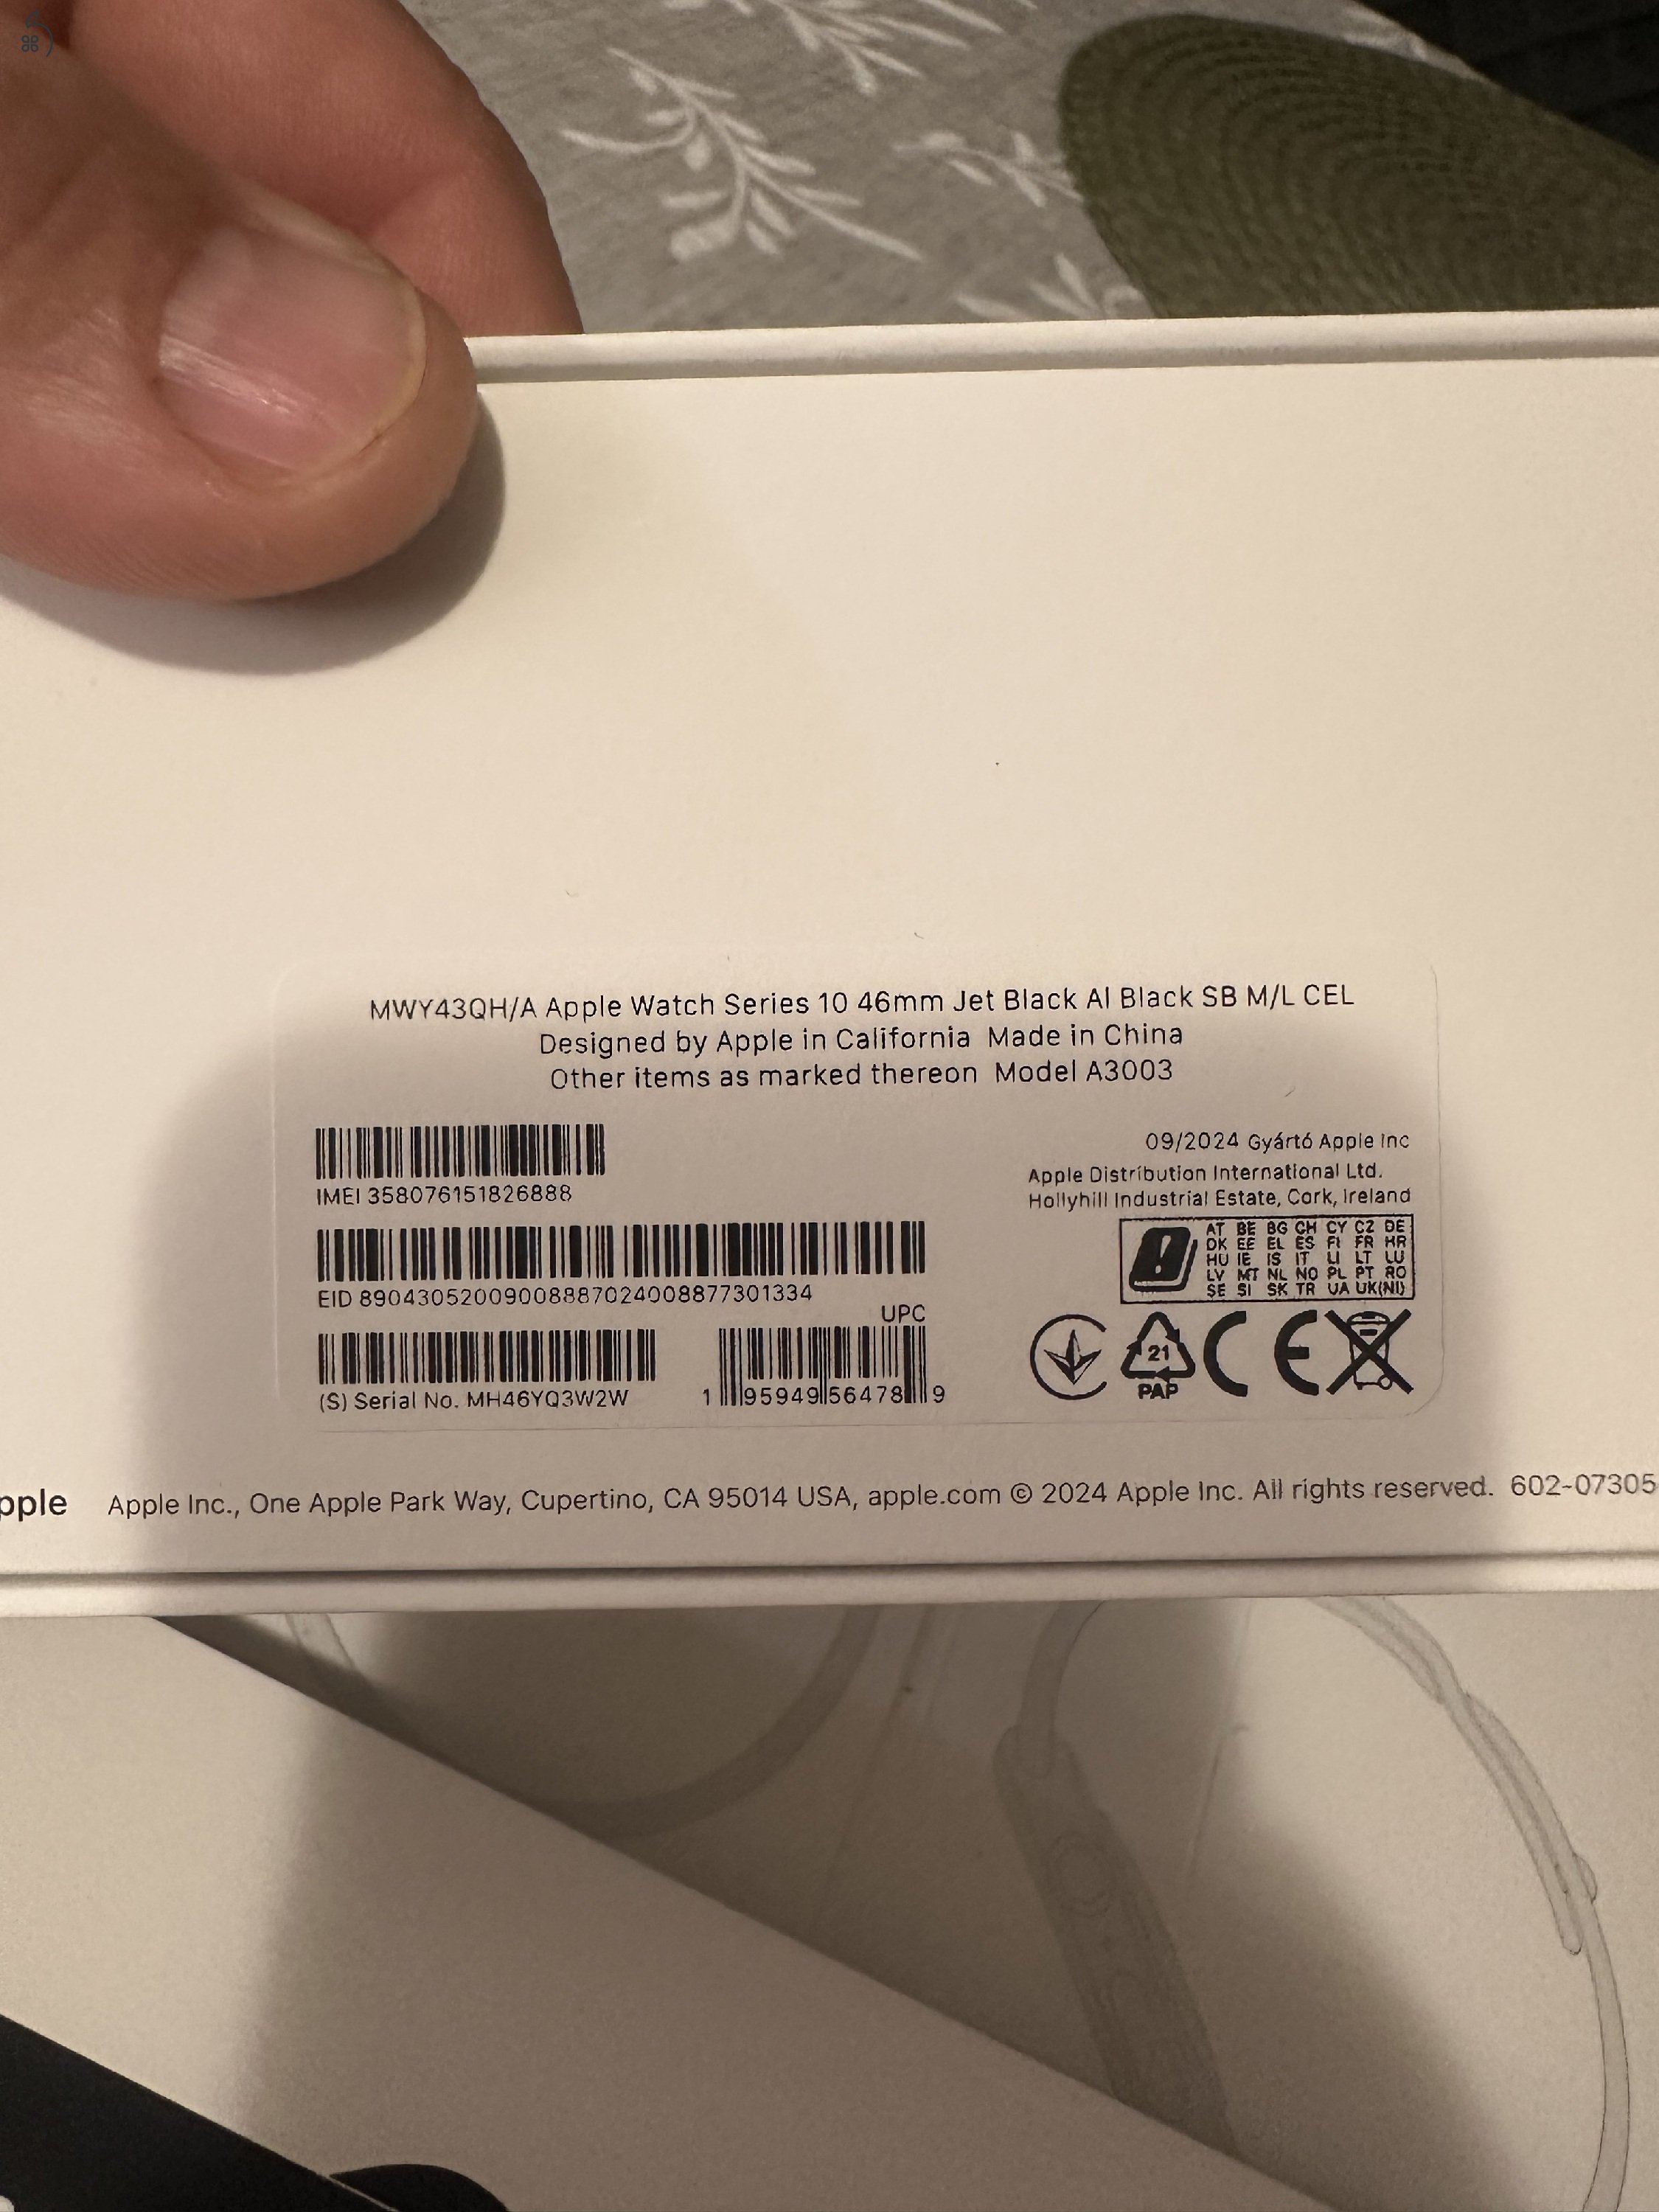 MWY43QH/A Apple Watch Series 10 46mm Jet Black Al Black SB M/L CEL
Designed by Apple in California Made in China
Other items as marked thereon Model A3003
IMEI 358076151826888
EID 89043052009008887024008877301334
UPC
(S) Serial No. MH46YQ3W2W
1 95949 56478 9
09/2024 Gyártó Apple Inc
Apple Distribution International Ltd.
Hollyhill Industrial Estate, Cork, Ireland
AT BE BG CH CY CZ DE
DK EE EL ES FI FR HR
HU IE IS IT LI LT LU
LV MT NL NO PL PT RO
SE SI SK TR UA UK(NI)
21
PAP
CE
pple Apple Inc., One Apple Park Way, Cupertino, CA 95014 USA, apple.com © 2024 Apple Inc. All rights reserved. 602-07305